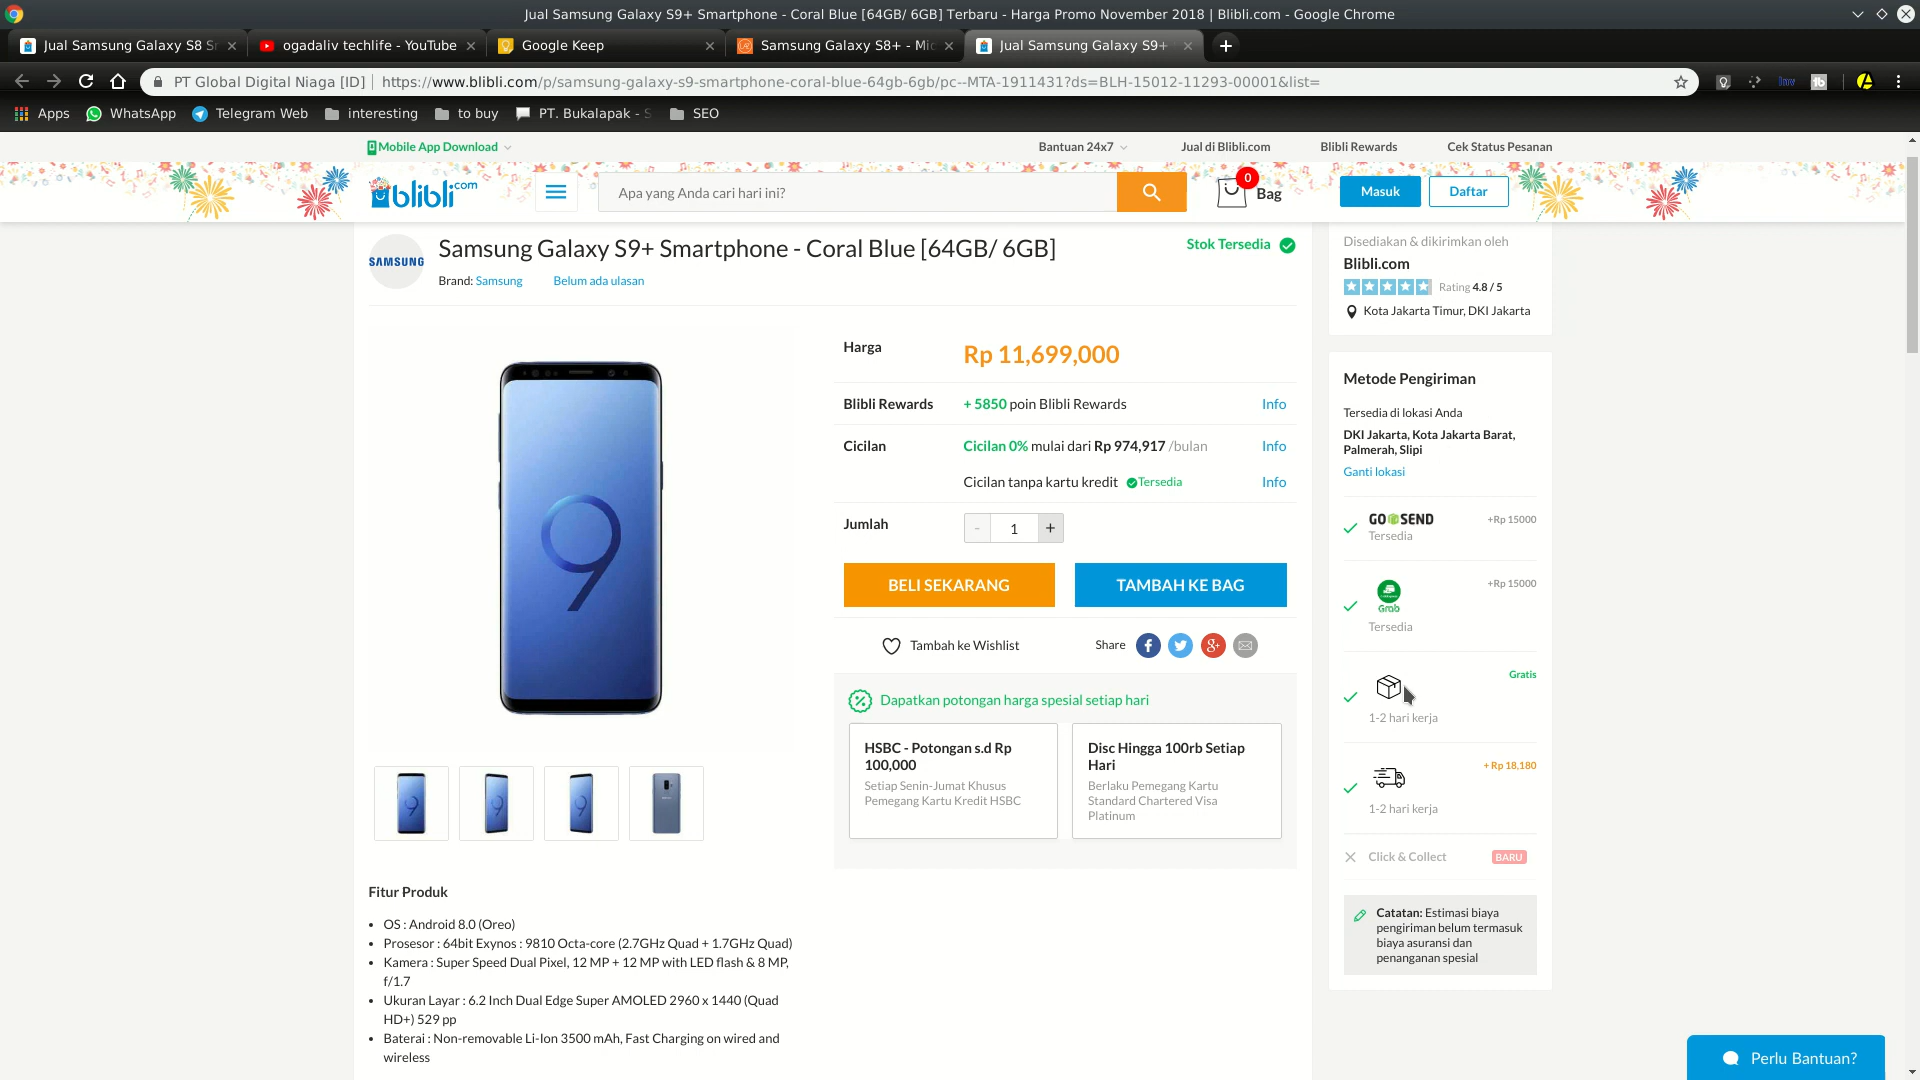 Jual Samsung Galaxy S9+ Smartphone - Coral Blue [64GB/ 6GB] Terbaru - Harga Promo November 2018 | Blibli.com - Google Chrome
Jual Samsung Galaxy S8 Sr
ogadaliv techlife - YouTube
Google Keep
Samsung Galaxy S8+ - Mic
Jual Samsung Galaxy S9+
PT Global Digital Niaga [ID] | https://www.blibli.com/p/samsung-galaxy-s9-smartphone-coral-blue-64gb-6gb/pc--MTA-1911431?ds=BLH-15012-11293-00001&list=
Apps
WhatsApp
Telegram Web
interesting
to buy
PT. Bukalapak - S
SEO
Mobile App Download
Bantuan 24x7
Jual di Blibli.com
Blibli Rewards
Cek Status Pesanan
blibli.com
Apa yang Anda cari hari ini?
0
Bag
Masuk
Daftar
SAMSUNG
Samsung Galaxy S9+ Smartphone - Coral Blue [64GB/ 6GB]
Stok Tersedia
Brand: Samsung
Belum ada ulasan
Harga
Rp 11,699,000
Blibli Rewards
+ 5850 poin Blibli Rewards
Info
Cicilan
Cicilan 0% mulai dari Rp 974,917 /bulan
Info
Cicilan tanpa kartu kredit
Tersedia
Info
Jumlah
- 1 +
BELI SEKARANG
TAMBAH KE BAG
Tambah ke Wishlist
Share
Dapatkan potongan harga spesial setiap hari
HSBC - Potongan s.d Rp
100,000
Setiap Senin-Jumat Khusus
Pemegang Kartu Kredit HSBC
Disc Hingga 100rb Setiap
Hari
Berlaku Pemegang Kartu
Standard Chartered Visa
Platinum
Fitur Produk
• OS : Android 8.0 (Oreo)
• Prosesor : 64bit Exynos : 9810 Octa-core (2.7GHz Quad + 1.7GHz Quad)
• Kamera : Super Speed Dual Pixel, 12 MP + 12 MP with LED flash & 8 MP,
f/1.7
• Ukuran Layar : 6.2 Inch Dual Edge Super AMOLED 2960 x 1440 (Quad
HD+) 529 pp
• Baterai : Non-removable Li-Ion 3500 mAh, Fast Charging on wired and
wireless
Disediakan & dikirimkan oleh
Blibli.com
Rating 4.8 / 5
Kota Jakarta Timur, DKI Jakarta
Metode Pengiriman
Tersedia di lokasi Anda
DKI Jakarta, Kota Jakarta Barat,
Palmerah, Slipi
Ganti lokasi
GO SEND
+Rp 15000
Tersedia
Grab
+Rp 15000
Tersedia
Gratis
1-2 hari kerja
+ Rp 18,180
1-2 hari kerja
Click & Collect
BARU
Catatan: Estimasi biaya
pengiriman belum termasuk
biaya asuransi dan
penanganan spesial
Perlu Bantuan?